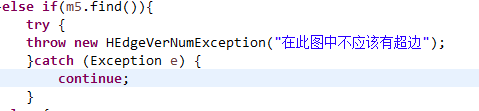 else if(m5.find()){
try {
throw new HEdgeVerNumException("在此图中不应该有超边");
}catch (Exception e) {
continue;
}